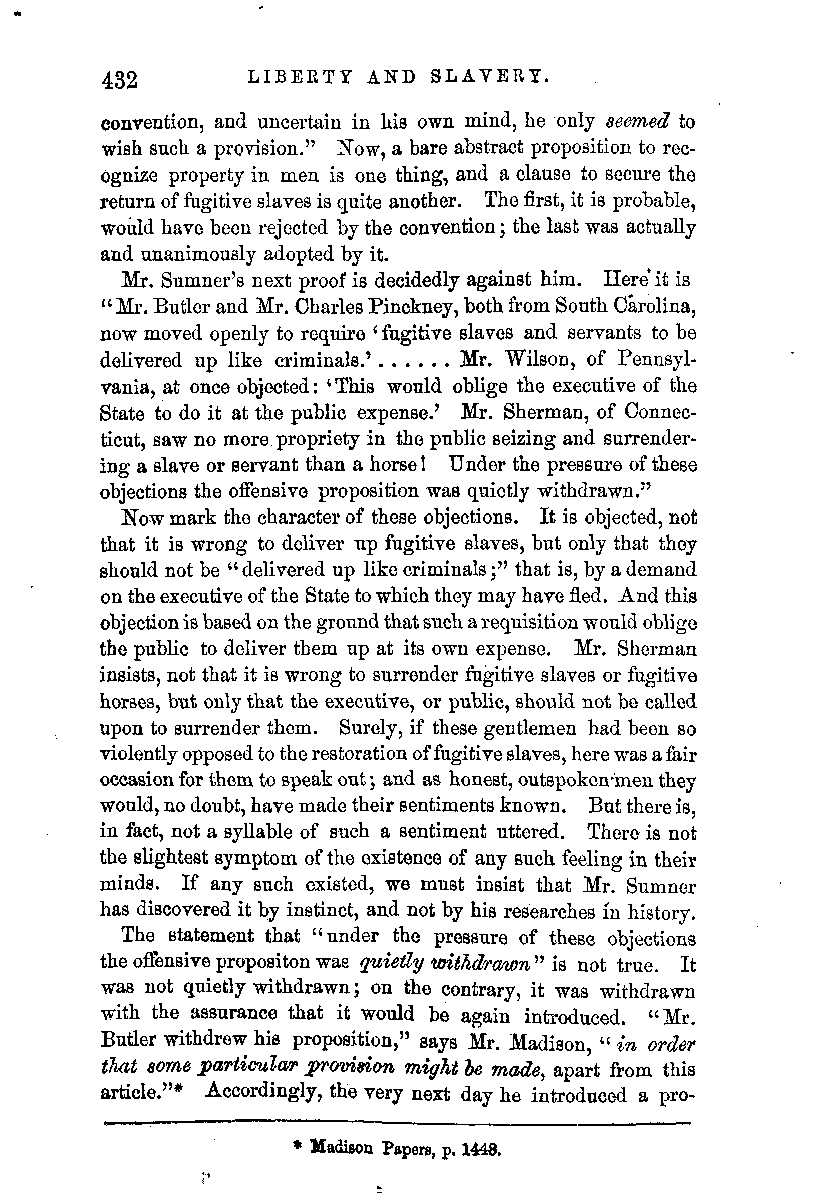 432 LIBERTY AND SLAVERY.
convention, and uncertain in his own mind, he only seemed to
wish such a provision.” Now, a bare abstract proposition to rec-
ognize property in men is one thing, and a clause to secure the
return of fugitive slaves is quite another. The first, it is probable,
would have been rejected by the convention; the last was actually
and unanimously adopted by it.
Mr. Sumner's next proof is decidedly against him. Here it is
“Mr. Butler and Mr. Charles Pinckney, both from South Carolina,
now moved openly to require ‘fugitive slaves and servants to be
delivered up like criminals.’ . . . . . . Mr. Wilson, of Pennsyl-
vania, at once objected: ‘This would oblige the executive of the
State to do it at the public expense.’ Mr. Sherman, of Connec-
ticut, saw no more propriety in the public seizing and surrender-
ing a slave or servant than a horse! Under the pressure of these
objections the offensive proposition was quietly withdrawn.”
Now mark the character of these objections. It is objected, not
that it is wrong to deliver up fugitive slaves, but only that they
should not be “delivered up like criminals;” that is, by a demand
on the executive of the State to which they may have fled. And this
objection is based on the ground that such a requisition would oblige
the public to deliver them up at its own expense. Mr. Sherman
insists, not that it is wrong to surrender fugitive slaves or fugitive
horses, but only that the executive, or public, should not be called
upon to surrender them. Surely, if these gentlemen had been so
violently opposed to the restoration of fugitive slaves, here was a fair
occasion for them to speak out; and as honest, outspoken men they
would, no doubt, have made their sentiments known. But there is,
in fact, not a syllable of such a sentiment uttered. There is not
the slightest symptom of the existence of any such feeling in their
minds. If any such existed, we must insist that Mr. Sumner
has discovered it by instinct, and not by his researches in history.
The statement that “under the pressure of these objections
the offensive propositon was quietly withdrawn” is not true. It
was not quietly withdrawn; on the contrary, it was withdrawn
with the assurance that it would be again introduced. “Mr.
Butler withdrew his proposition,” says Mr. Madison, “in order
that some particular provision might be made, apart from this
article.”* Accordingly, the very next day he introduced a pro-
* Madison Papers, p. 1448.